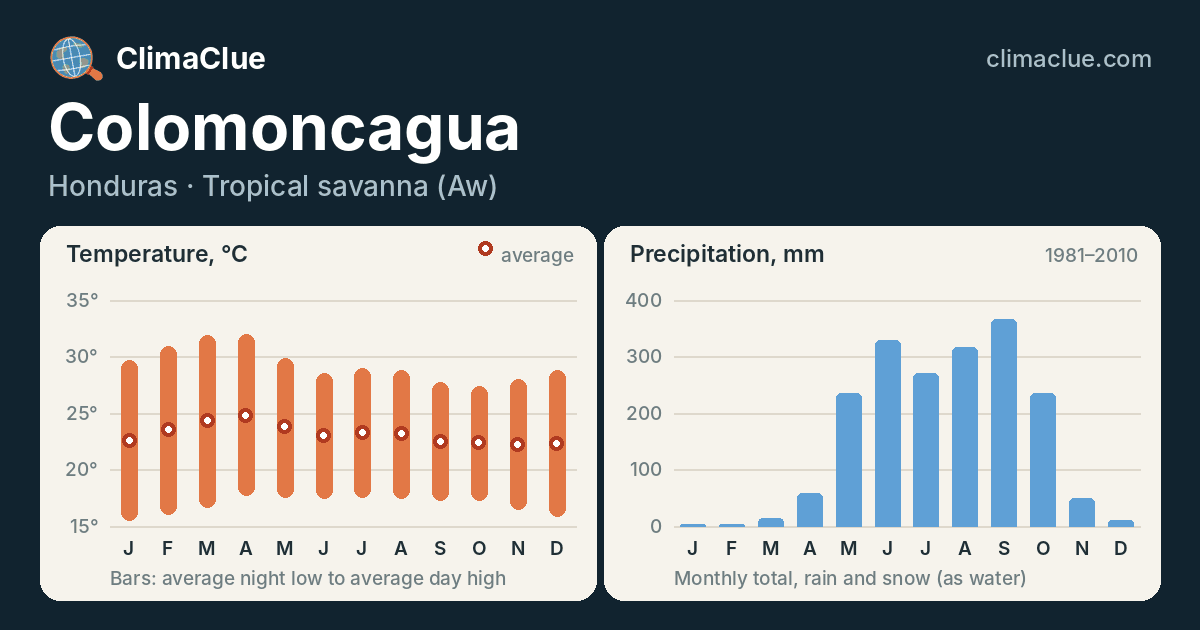 ClimaClue
climaclue.com
Colomoncagua
Honduras · Tropical savanna (Aw)
Temperature, °C
average
35°
30°
25°
20°
15°
J F M A M J J A S O N D
Bars: average night low to average day high
Precipitation, mm
1981–2010
400
300
200
100
0
J F M A M J J A S O N D
Monthly total, rain and snow (as water)